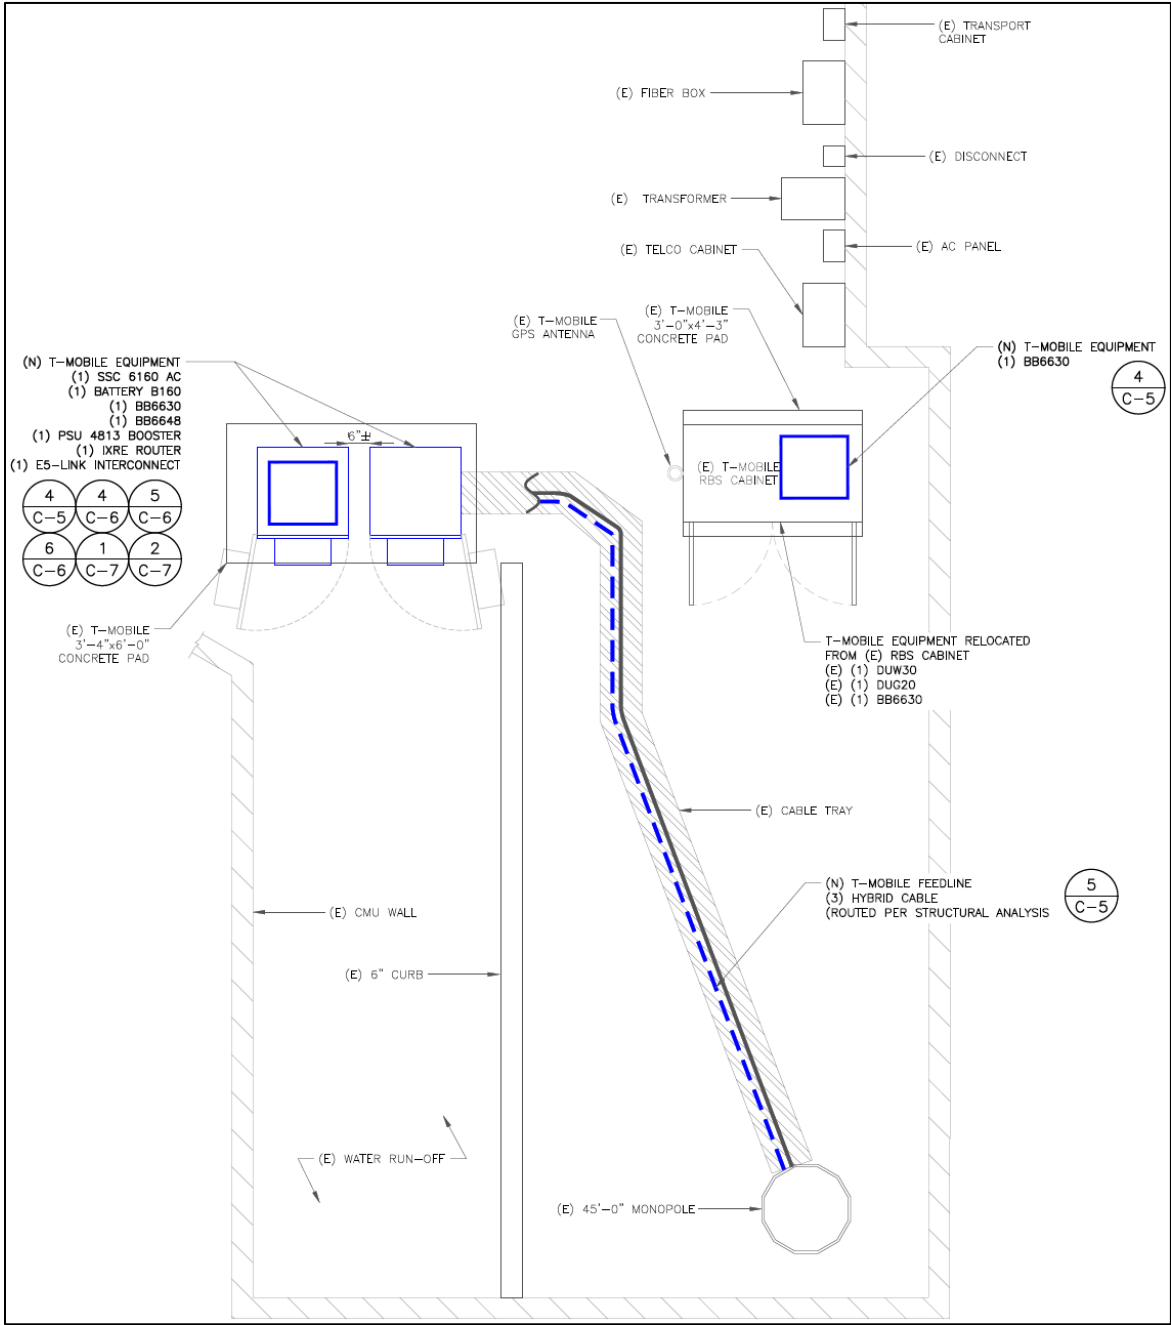 (E) TRANSPORT
CABINET
(E) FIBER BOX
(E) DISCONNECT
(E) TRANSFORMER
(E) AC PANEL
(E) TELCO CABINET
(E) T-MOBILE
3'-0"x4'-3"
CONCRETE PAD
(E) T-MOBILE
GPS ANTENNA
(N) T-MOBILE EQUIPMENT
(1) BB6630
4
C-5
(N) T-MOBILE EQUIPMENT
(1) SSC 6160 AC
(1) BATTERY B160
(1) BB6630
(1) BB6648
(1) PSU 4813 BOOSTER
(1) IXRE ROUTER
(1) E5-LINK INTERCONNECT
6"±
(E) T-MOBILE
RBS CABINET
4
C-5
4
C-6
5
C-6
6
C-6
1
C-7
2
C-7
(E) T-MOBILE
3'-4"x6'-0"
CONCRETE PAD
T-MOBILE EQUIPMENT RELOCATED
FROM (E) RBS CABINET
(E) (1) DUW30
(E) (1) DUG20
(E) (1) BB6630
(E) CABLE TRAY
(N) T-MOBILE FEEDLINE
(3) HYBRID CABLE
(ROUTED PER STRUCTURAL ANALYSIS
5
C-5
(E) CMU WALL
(E) 6" CURB
(E) WATER RUN-OFF
(E) 45'-0" MONOPOLE